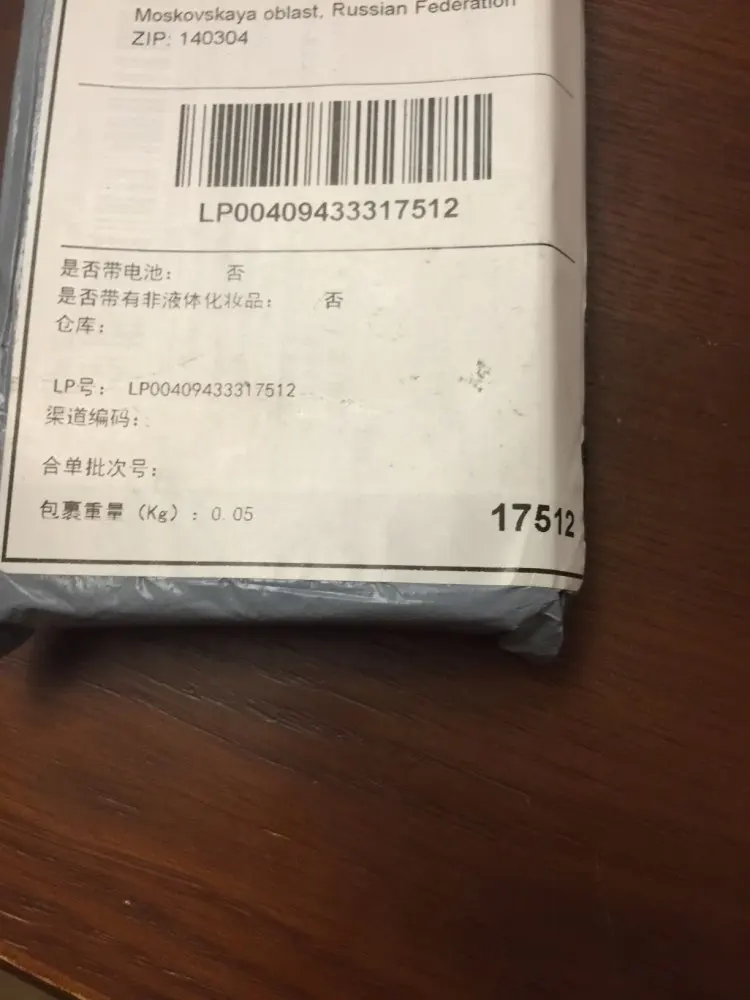 Moskovskaya oblast, Russian Federation
ZIP: 140304
LP00409433317512
是否带电池： 否
是否带有非液体化妆品： 否
仓库：
LP号： LP00409433317512
渠道编码：
合单批次号：
包裹重量（Kg）：0.05
17512